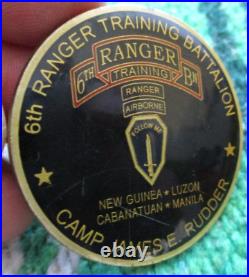 6th RANGER TRAINING BATTALION
6TH RANGER BN
TRAINING
RANGER
AIRBORNE
FOLLOW ME
NEW GUINEA ★ LUZON
CABANATUAN ★ MANILA
★ CAMP JAMES E. RUDDER ★